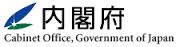 内閣府
Cabinet Office, Government of Japan